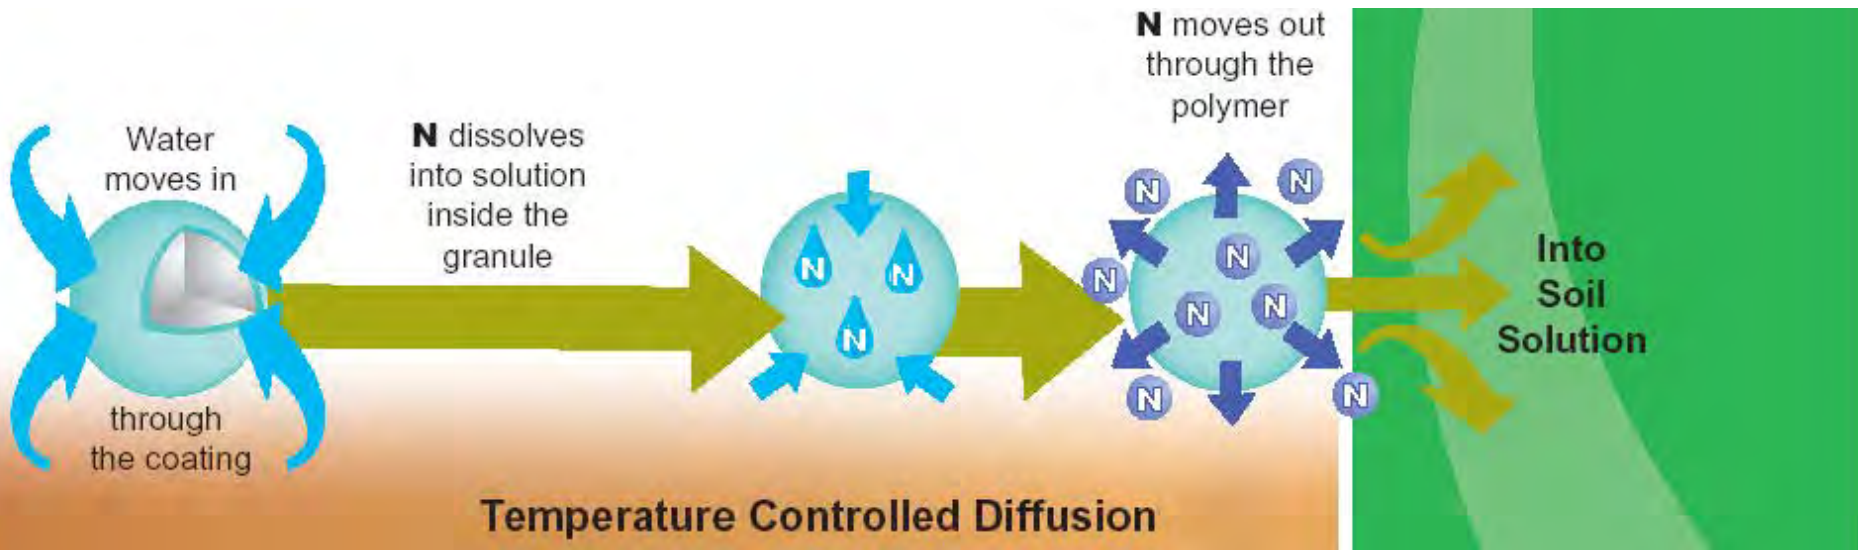 Water
moves in
through
the coating
N dissolves
into solution
inside the
granule
N
N
N
N moves out
through the
polymer
N
N
N
N
N
N
N
N
Into
Soil
Solution
Temperature Controlled Diffusion